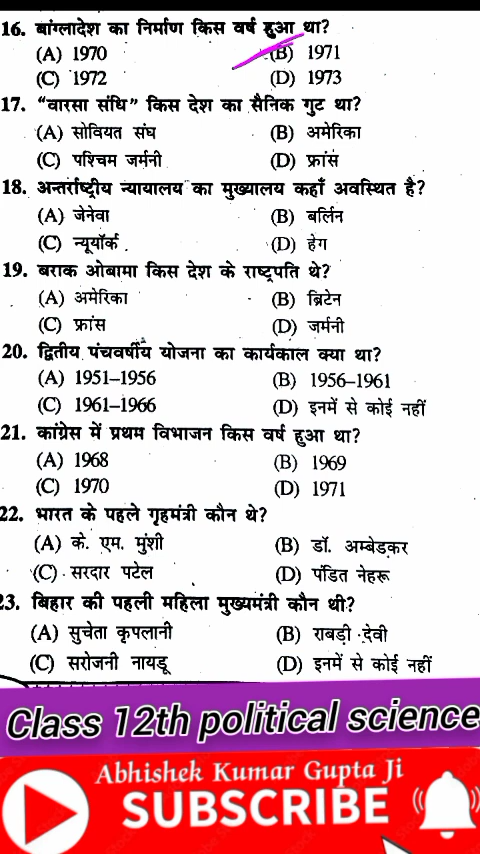 16. बांग्लादेश का निर्माण किस वर्ष हुआ था?
(A) 1970 (B) 1971
(C) 1972 (D) 1973
17. “वारसा संधि” किस देश का सैनिक गुट था?
(A) सोवियत संघ (B) अमेरिका
(C) पश्चिम जर्मनी (D) फ्रांस
18. अन्तर्राष्ट्रीय न्यायालय का मुख्यालय कहाँ अवस्थित है?
(A) जेनेवा (B) बर्लिन
(C) न्यूयॉर्क (D) हेग
19. बराक ओबामा किस देश के राष्ट्रपति थे?
(A) अमेरिका (B) ब्रिटेन
(C) फ्रांस (D) जर्मनी
20. द्वितीय पंचवर्षीय योजना का कार्यकाल क्या था?
(A) 1951–1956 (B) 1956–1961
(C) 1961–1966 (D) इनमें से कोई नहीं
21. कांग्रेस में प्रथम विभाजन किस वर्ष हुआ था?
(A) 1968 (B) 1969
(C) 1970 (D) 1971
22. भारत के पहले गृहमंत्री कौन थे?
(A) के. एम. मुंशी (B) डॉ. अम्बेडकर
(C) सरदार पटेल (D) पंडित नेहरू
23. बिहार की पहली महिला मुख्यमंत्री कौन थी?
(A) सुचेता कृपलानी (B) राबड़ी देवी
(C) सरोजनी नायडू (D) इनमें से कोई नहीं
Class 12th political science
Abhishek Kumar Gupta Ji
SUBSCRIBE